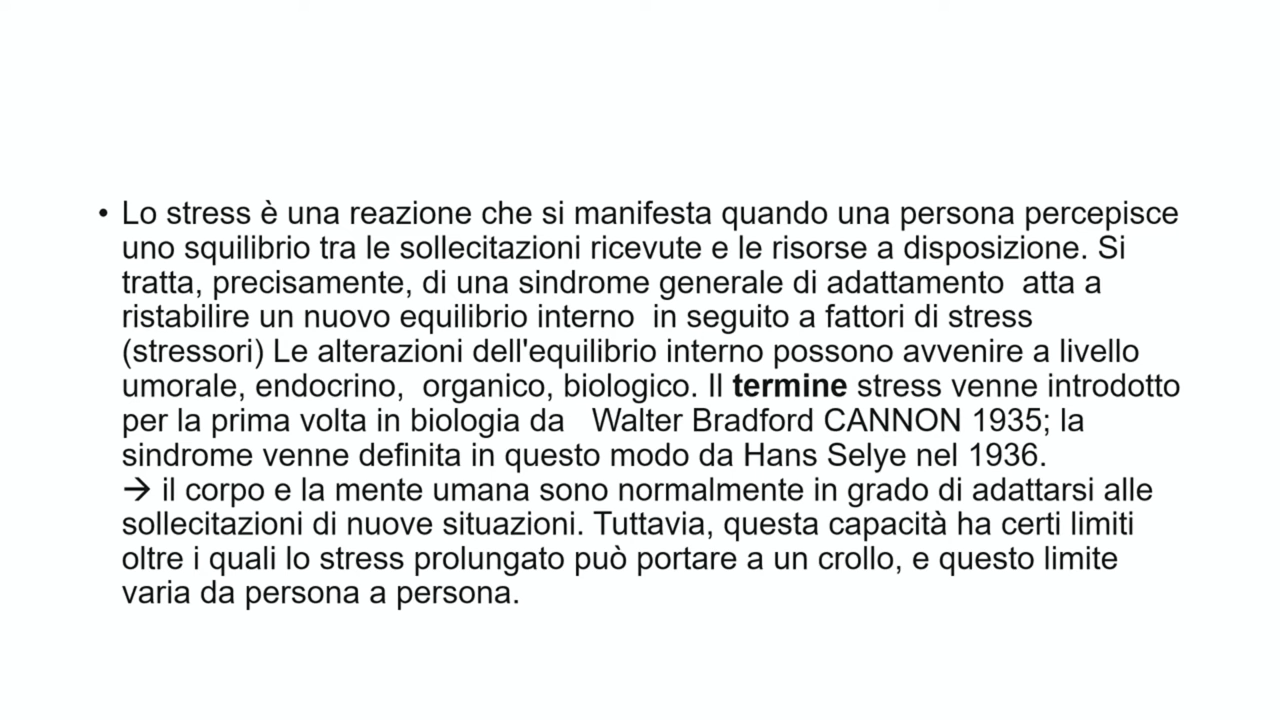 • Lo stress è una reazione che si manifesta quando una persona percepisce
uno squilibrio tra le sollecitazioni ricevute e le risorse a disposizione. Si
tratta, precisamente, di una sindrome generale di adattamento  atta a
ristabilire un nuovo equilibrio interno  in seguito a fattori di stress
(stressori) Le alterazioni dell'equilibrio interno possono avvenire a livello
umorale, endocrino,  organico, biologico. Il termine stress venne introdotto
per la prima volta in biologia da   Walter Bradford CANNON 1935; la
sindrome venne definita in questo modo da Hans Selye nel 1936.
→ il corpo e la mente umana sono normalmente in grado di adattarsi alle
sollecitazioni di nuove situazioni. Tuttavia, questa capacità ha certi limiti
oltre i quali lo stress prolungato può portare a un crollo, e questo limite
varia da persona a persona.